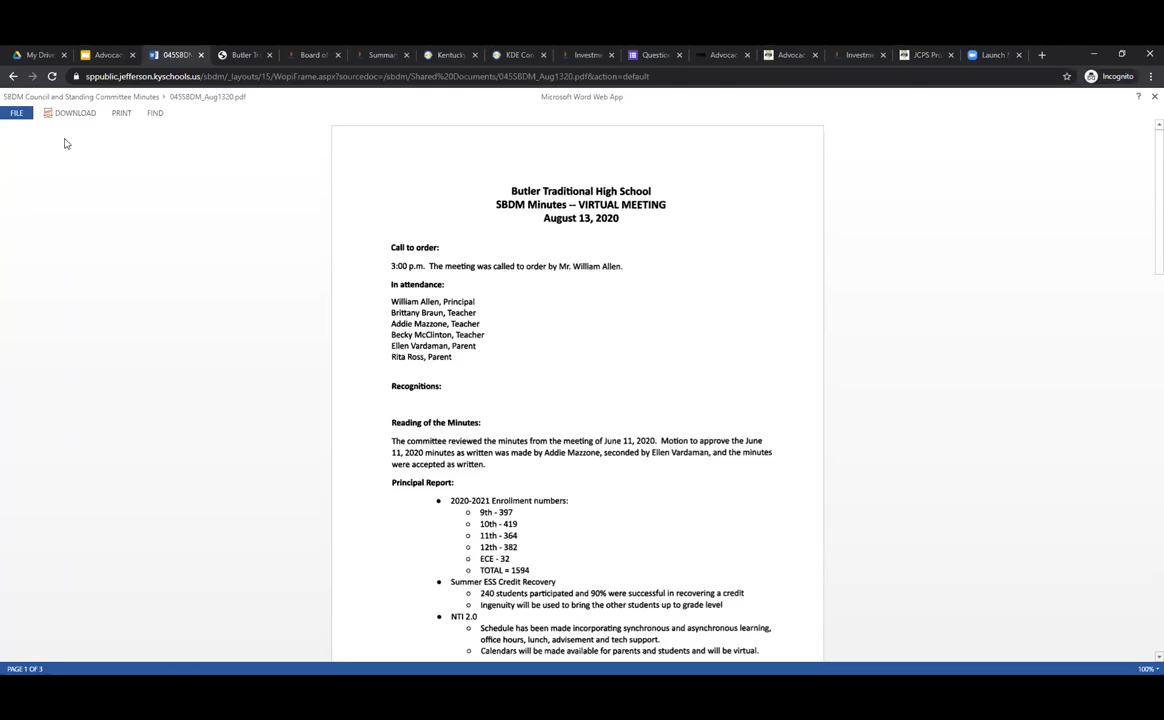 My Drive
Advocac
045SBD
Butler Tr
Board of
Summar
Kentucky
KDE Con
Investme
Question
Advocac
Advocac
Investme
JCPS Pro
Launch M
sppublic.jefferson.kyschools.us/sbdm/_layouts/15/WopiFrame.aspx?sourcedoc=/sbdm/Shared%20Documents/045SBDM_Aug1320.pdf&action=default
Incognito
SBDM Council and Standing Committee Minutes › 045SBDM_Aug1320.pdf
Microsoft Word Web App
?
FILE
DOWNLOAD
PRINT
FIND
Butler Traditional High School
SBDM Minutes -- VIRTUAL MEETING
August 13, 2020
Call to order:
3:00 p.m. The meeting was called to order by Mr. William Allen.
In attendance:
William Allen, Principal
Brittany Braun, Teacher
Addie Mazzone, Teacher
Becky McClinton, Teacher
Ellen Vardaman, Parent
Rita Ross, Parent
Recognitions:
Reading of the Minutes:
The committee reviewed the minutes from the meeting of June 11, 2020. Motion to approve the June
11, 2020 minutes as written was made by Addie Mazzone, seconded by Ellen Vardaman, and the minutes
were accepted as written.
Principal Report:
● 2020-2021 Enrollment numbers:
○ 9th - 397
○ 10th - 419
○ 11th - 364
○ 12th - 382
○ ECE - 32
○ TOTAL = 1594
● Summer ESS Credit Recovery
○ 240 students participated and 90% were successful in recovering a credit
○ Ingenuity will be used to bring the other students up to grade level
● NTI 2.0
○ Schedule has been made incorporating synchronous and asynchronous learning,
office hours, lunch, advisement and tech support.
○ Calendars will be made available for parents and students and will be virtual.
PAGE 1 OF 3
100%